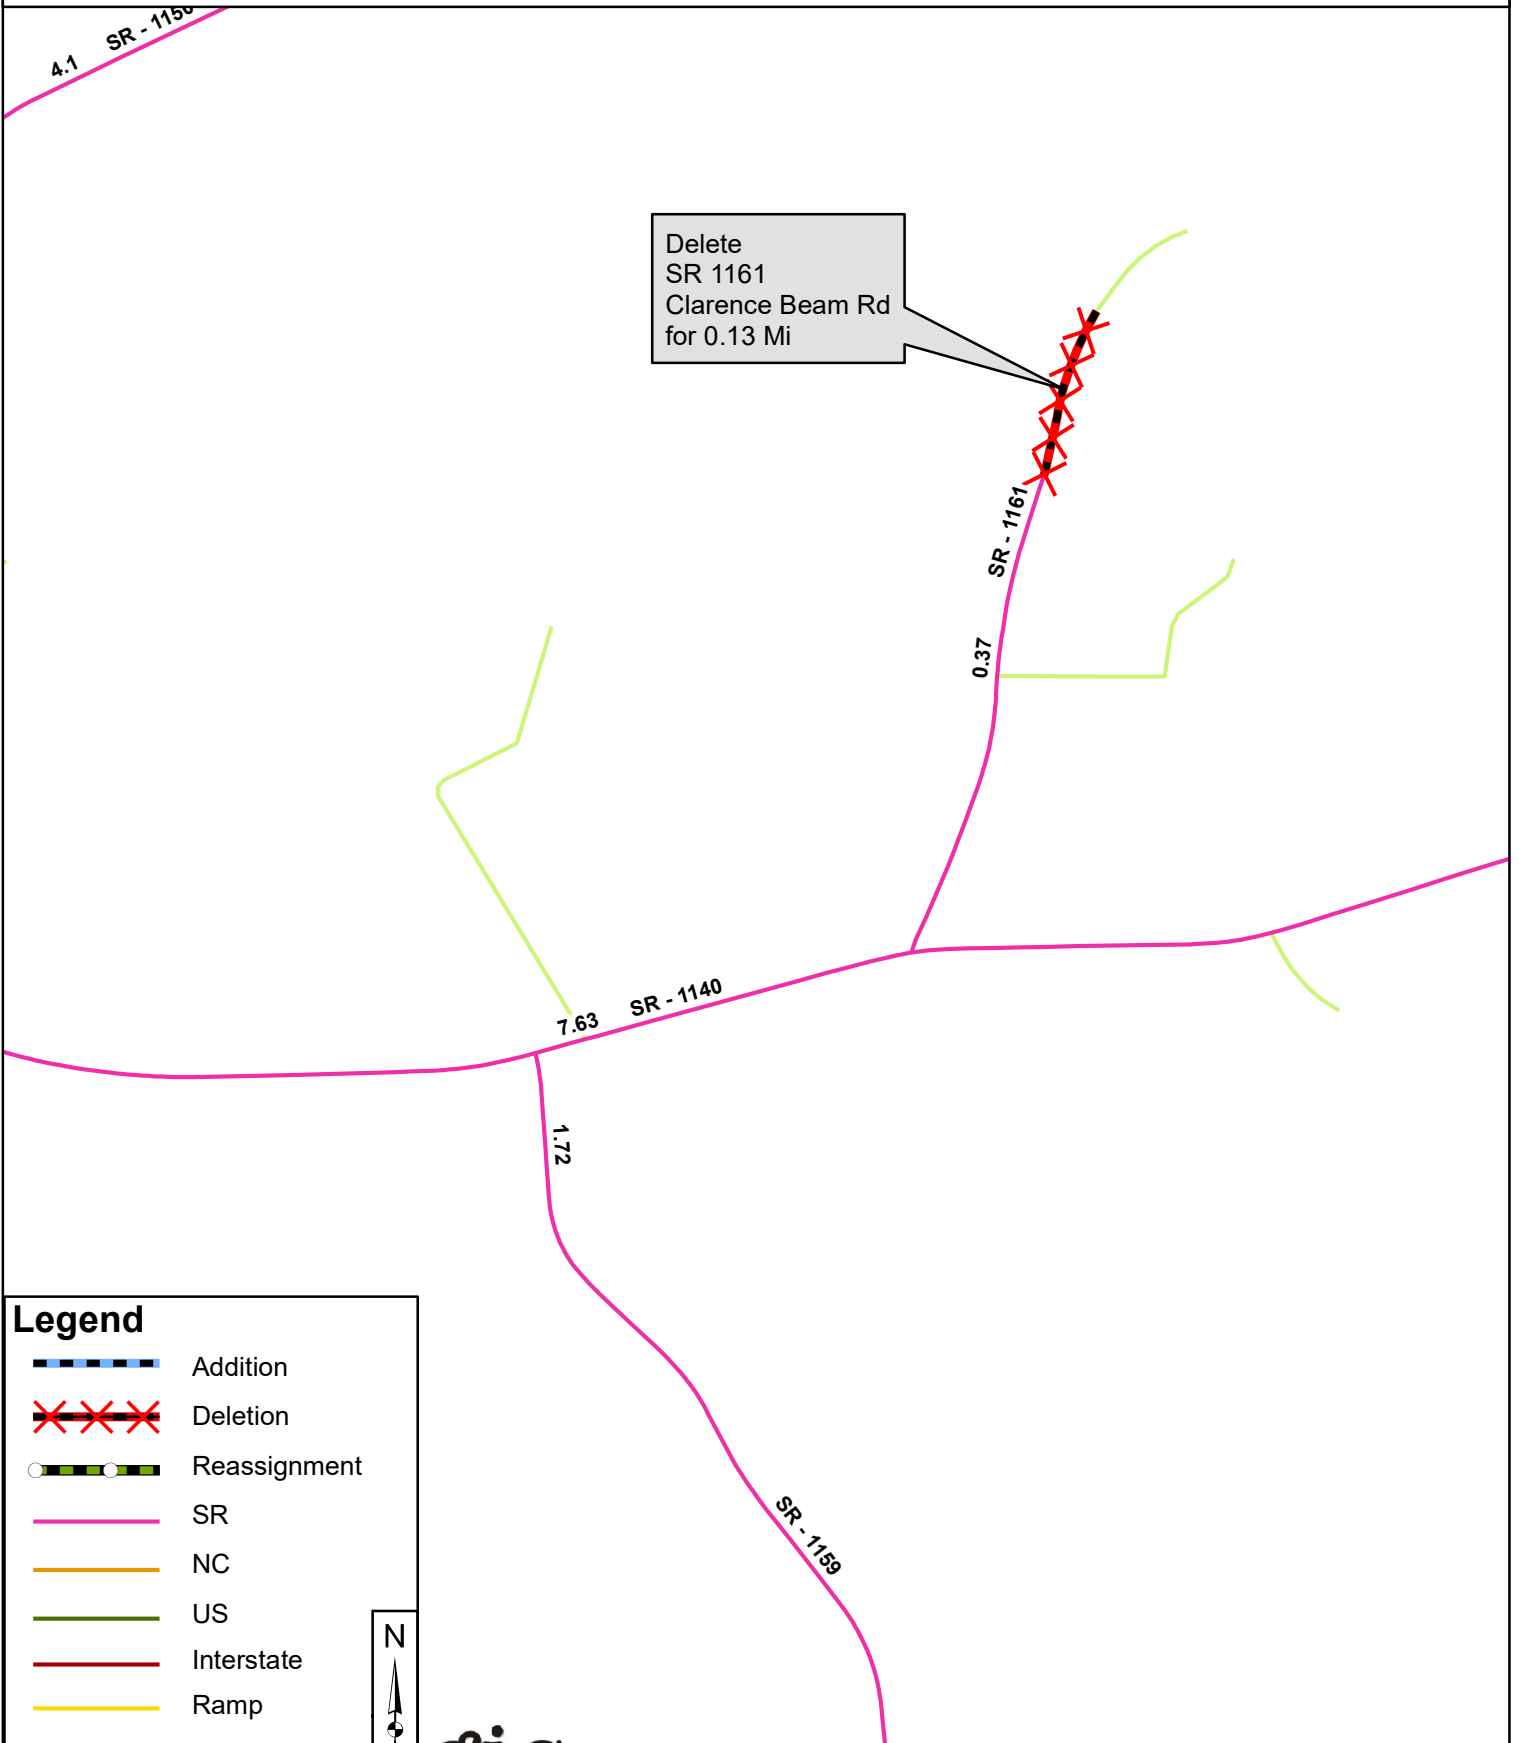 4.1 SR - 1156
Delete
SR 1161
Clarence Beam Rd
for 0.13 Mi
SR - 1161
0.37
7.63 SR - 1140
1.72
SR - 1159
Legend
Addition
Deletion
Reassignment
SR
NC
US
Interstate
Ramp
N